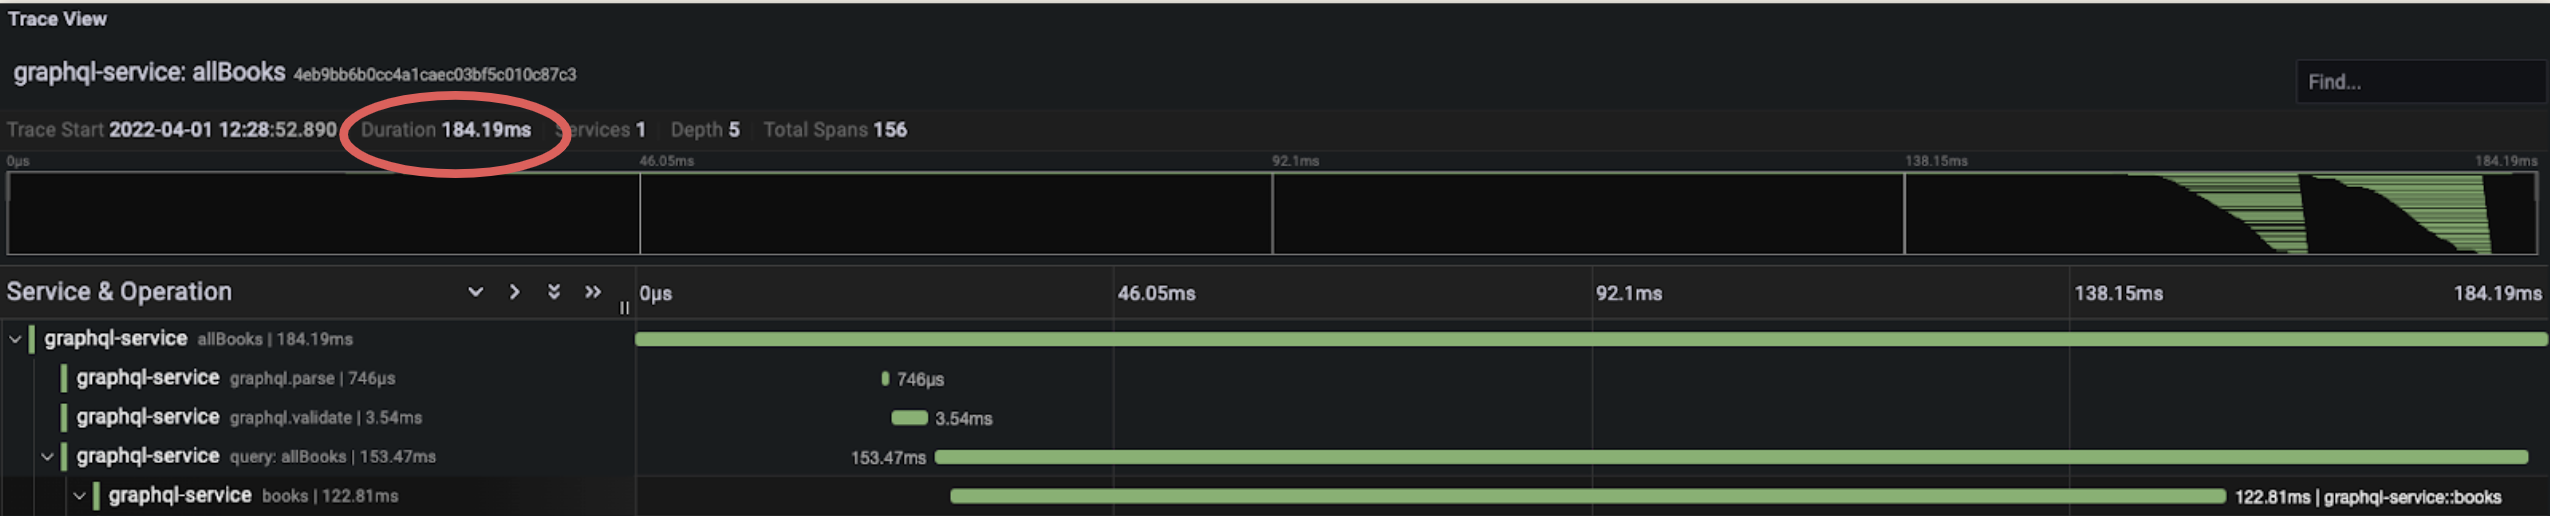 Trace View
graphql-service: allBooks 4eb9bb6b0cc4a1caec03bf5c010c87c3
Find...
Trace Start 2022-04-01 12:28:52.890 Duration 184.19ms Services 1 Depth 5 Total Spans 156
0μs 46.05ms 92.1ms 138.15ms 184.19ms
Service & Operation 0μs 46.05ms 92.1ms 138.15ms 184.19ms
graphql-service allBooks | 184.19ms
graphql-service graphql.parse | 746μs 746μs
graphql-service graphql.validate | 3.54ms 3.54ms
graphql-service query: allBooks | 153.47ms 153.47ms
graphql-service books | 122.81ms 122.81ms | graphql-service::books